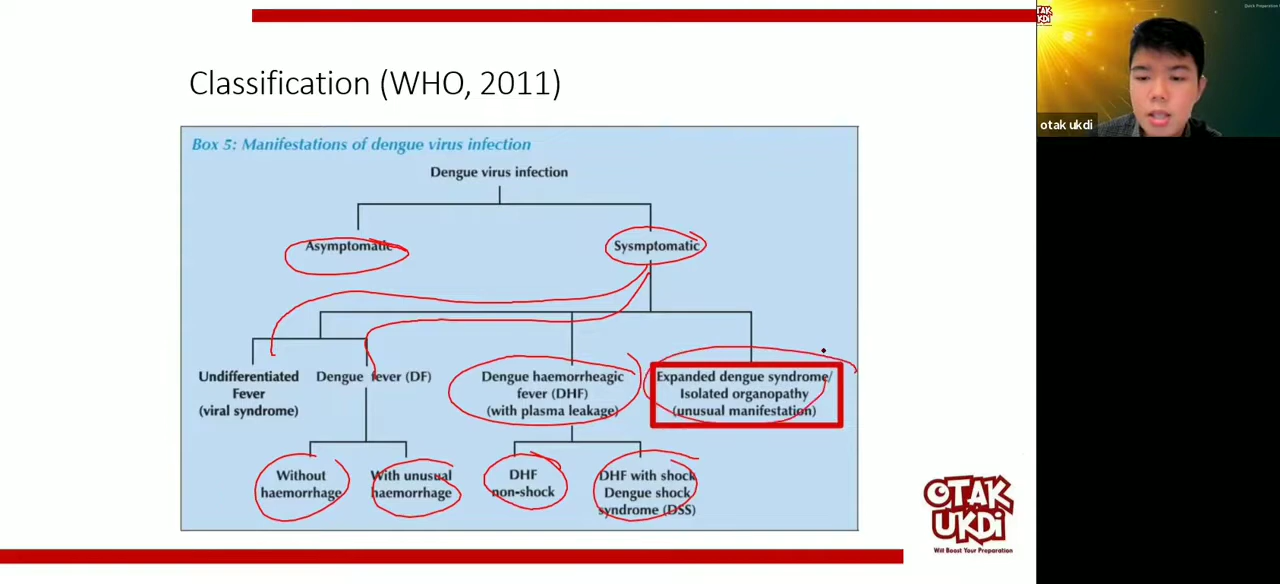 Classification (WHO, 2011)
Box 5: Manifestations of dengue virus infection
Dengue virus infection
Asymptomatic
Sysmptomatic
Undifferentiated
Fever
(viral syndrome)
Dengue fever (DF)
Dengue haemorrheagic
fever (DHF)
(with plasma leakage)
Expanded dengue syndrome/
Isolated organopathy
(unusual manifestation)
Without
haemorrhage
With unusual
haemorrhage
DHF
non-shock
DHF with shock
Dengue shock
syndrome (DSS)
OTAK
UKDI
Will Boost Your Preparation
OTAK
UKDI
otak ukdi